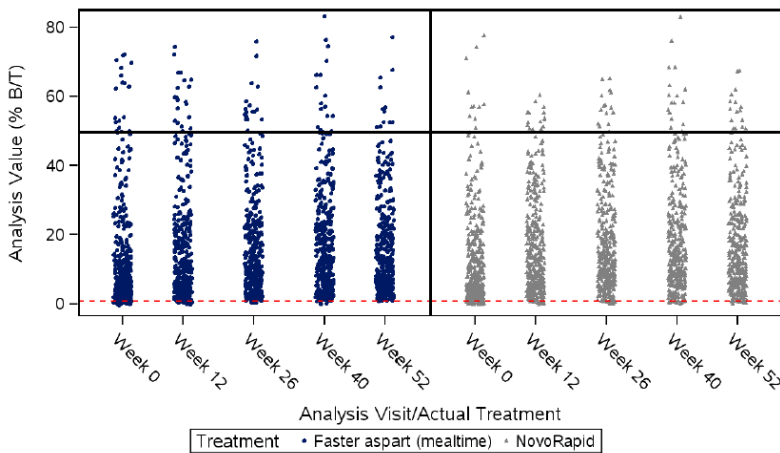 80
60
40
20
0
Analysis Value (% B/T)
Week 0 Week 12 Week 26 Week 40 Week 52 Week 0 Week 12 Week 26 Week 40 Week 52
Analysis Visit/Actual Treatment
Treatment Faster aspart (mealtime) NovoRapid